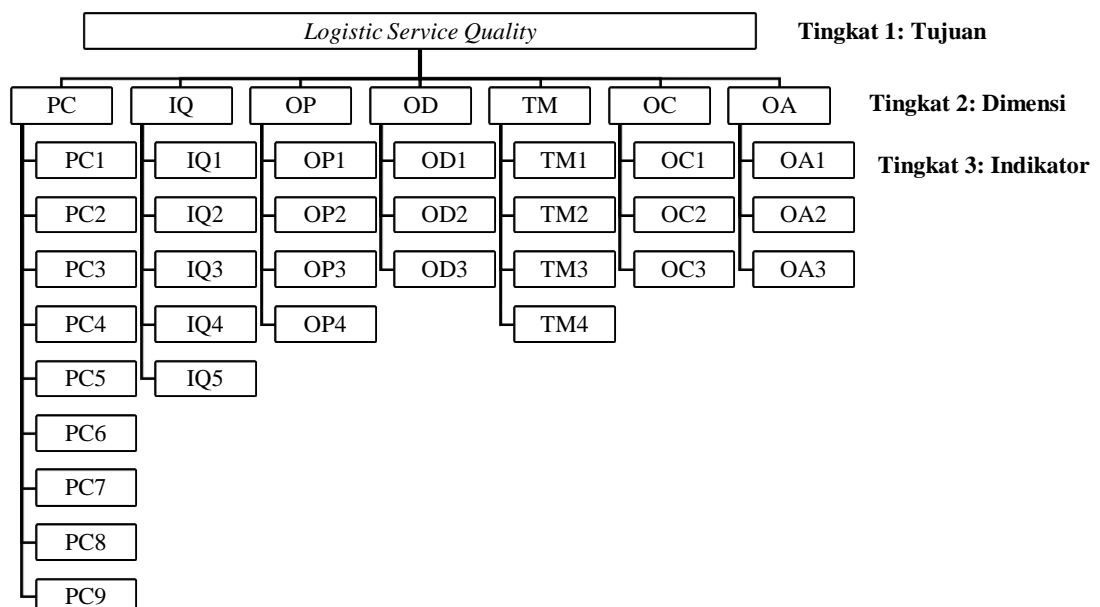 Logistic Service Quality
Tingkat 1: Tujuan
PC IQ OP OD TM OC OA
Tingkat 2: Dimensi
PC1 IQ1 OP1 OD1 TM1 OC1 OA1
Tingkat 3: Indikator
PC2 IQ2 OP2 OD2 TM2 OC2 OA2
PC3 IQ3 OP3 OD3 TM3 OC3 OA3
PC4 IQ4 OP4 TM4
PC5 IQ5
PC6
PC7
PC8
PC9